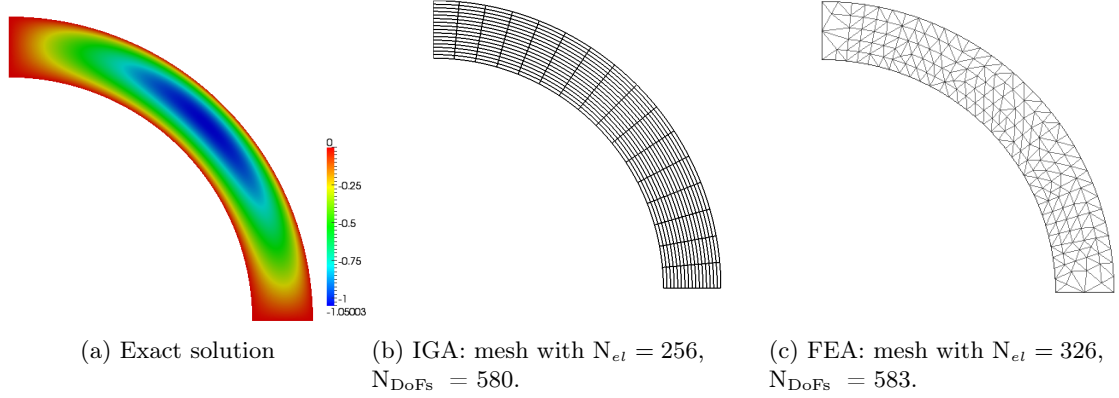 0
-0.25
-0.5
-0.75
-1
-1.05003
(a) Exact solution
(b) IGA: mesh with N_el = 256,
N_DoFs = 580.
(c) FEA: mesh with N_el = 326,
N_DoFs = 583.